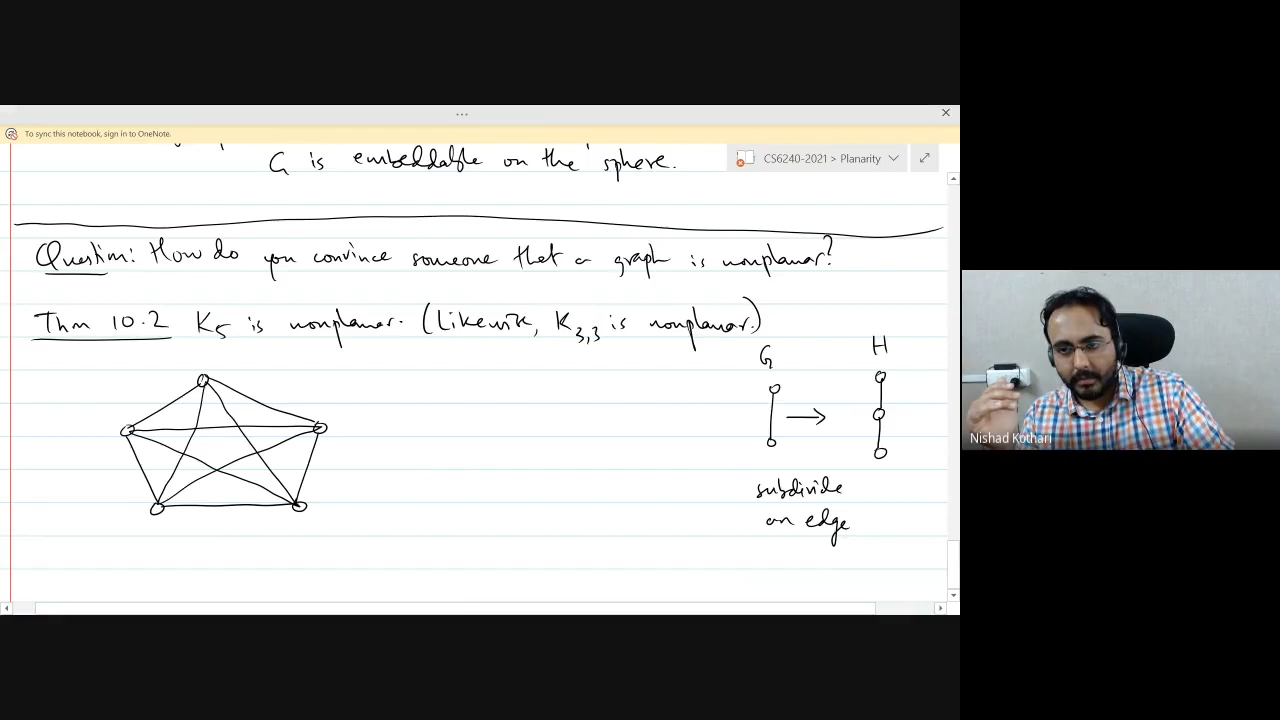 To sync this notebook, sign in to OneNote.
G is embeddable on the sphere.
CS6240-2021 > Planarity
Question: How do you convince someone that a graph is nonplanar?
Thm 10.2 K5 is nonplanar. (Likewise, K3,3 is nonplanar.)
G H
subdivide
an edge
Nishad Kothari